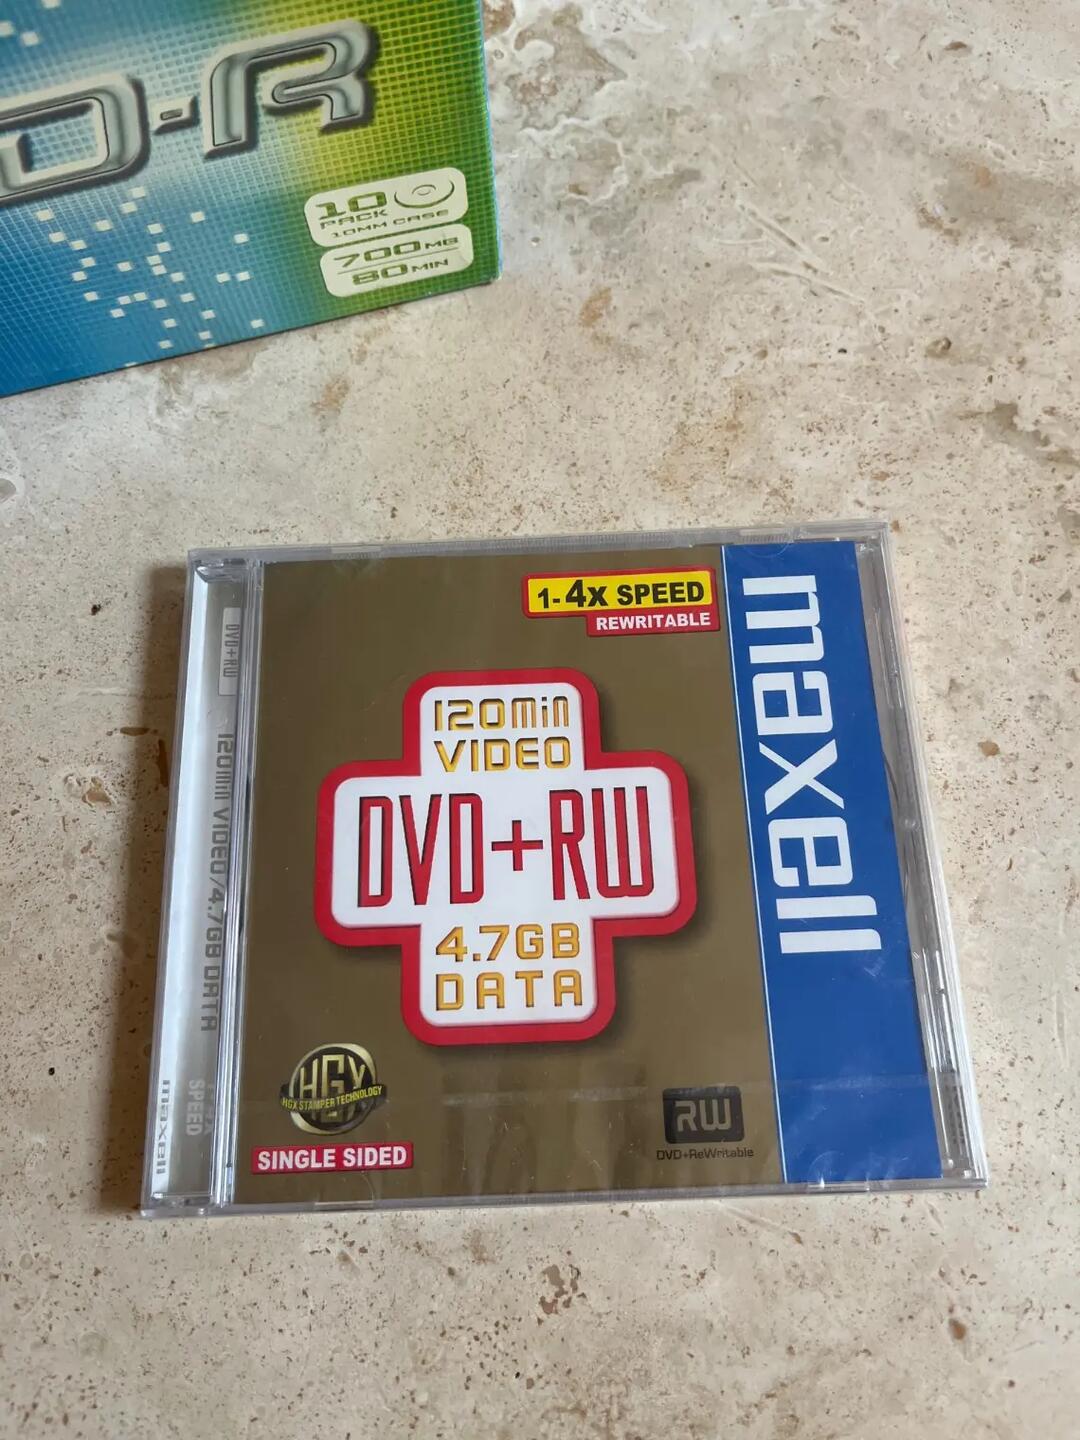 D-R
10
PACK
10MM CASE
700MB
80MIN
1-4x SPEED
REWRITABLE
maxell
120min
VIDEO
DVD+RW
4.7GB
DATA
HGX
HGX STAMPER TECHNOLOGY
SINGLE SIDED
RW
DVD+ReWritable
DVD+RW
120min VIDEO/4.7GB DATA
SPEED
maxell